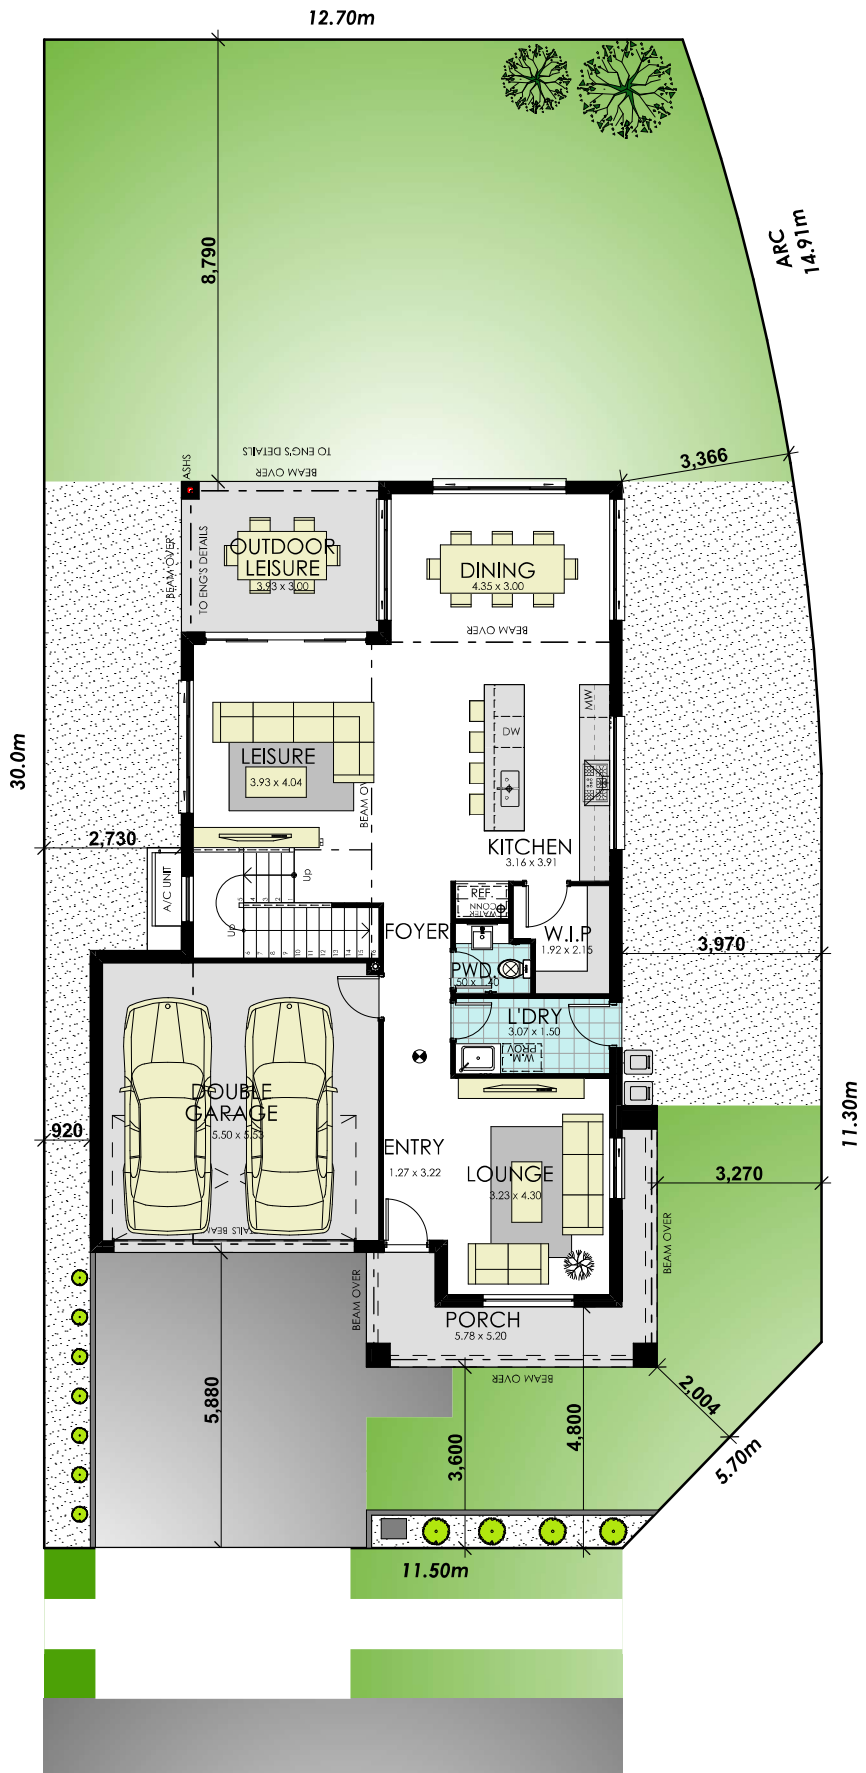 12.70m
8,790
ARC
14.91m
TO ENG'S DETAILS
BEAM OVER
3,366
BEAM OVER
TO ENG'S DETAILS
OUTDOOR
LEISURE
3.93 x 3.00
DINING
4.35 x 3.00
BEAM OVER
MW
DW
LEISURE
3.93 x 4.04
30.0m
2,730
KITCHEN
3.16 x 3.91
A/C UNIT
Up
Up
REF.
WATER
CONN
FOYER
W.I.P
1.92 x 2.15
3,970
PWD.
1.50 x 1.40
L'DRY
3.07 x 1.50
W.M.
PROV.
DOUBLE
GARAGE
5.50 x 5.53
920
ENTRY
1.27 x 3.22
LOUNGE
3.23 x 4.30
3,270
11.30m
BEAM OVER
BEAM OVER
PORCH
5.78 x 5.20
BEAM OVER
5,880
3,600
4,800
2,004
5.70m
11.50m